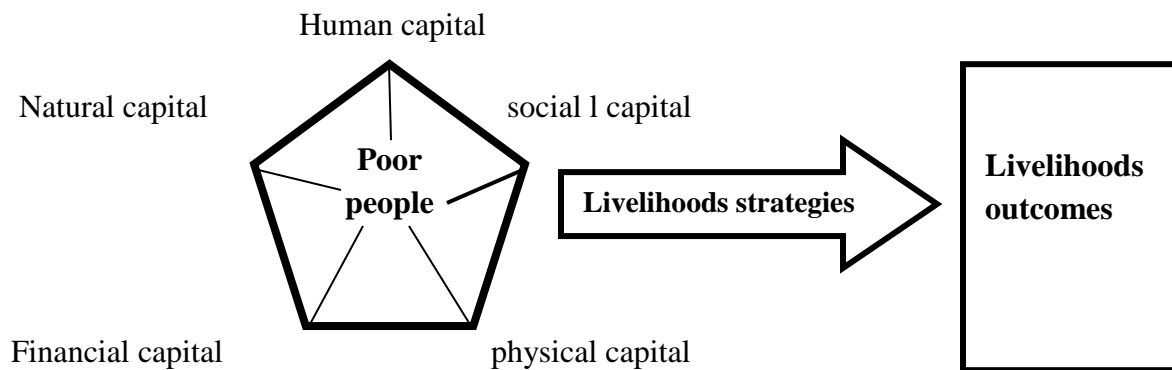 Human capital
Natural capital
social l capital
Poor
people
Livelihoods strategies
Livelihoods
outcomes
Financial capital
physical capital